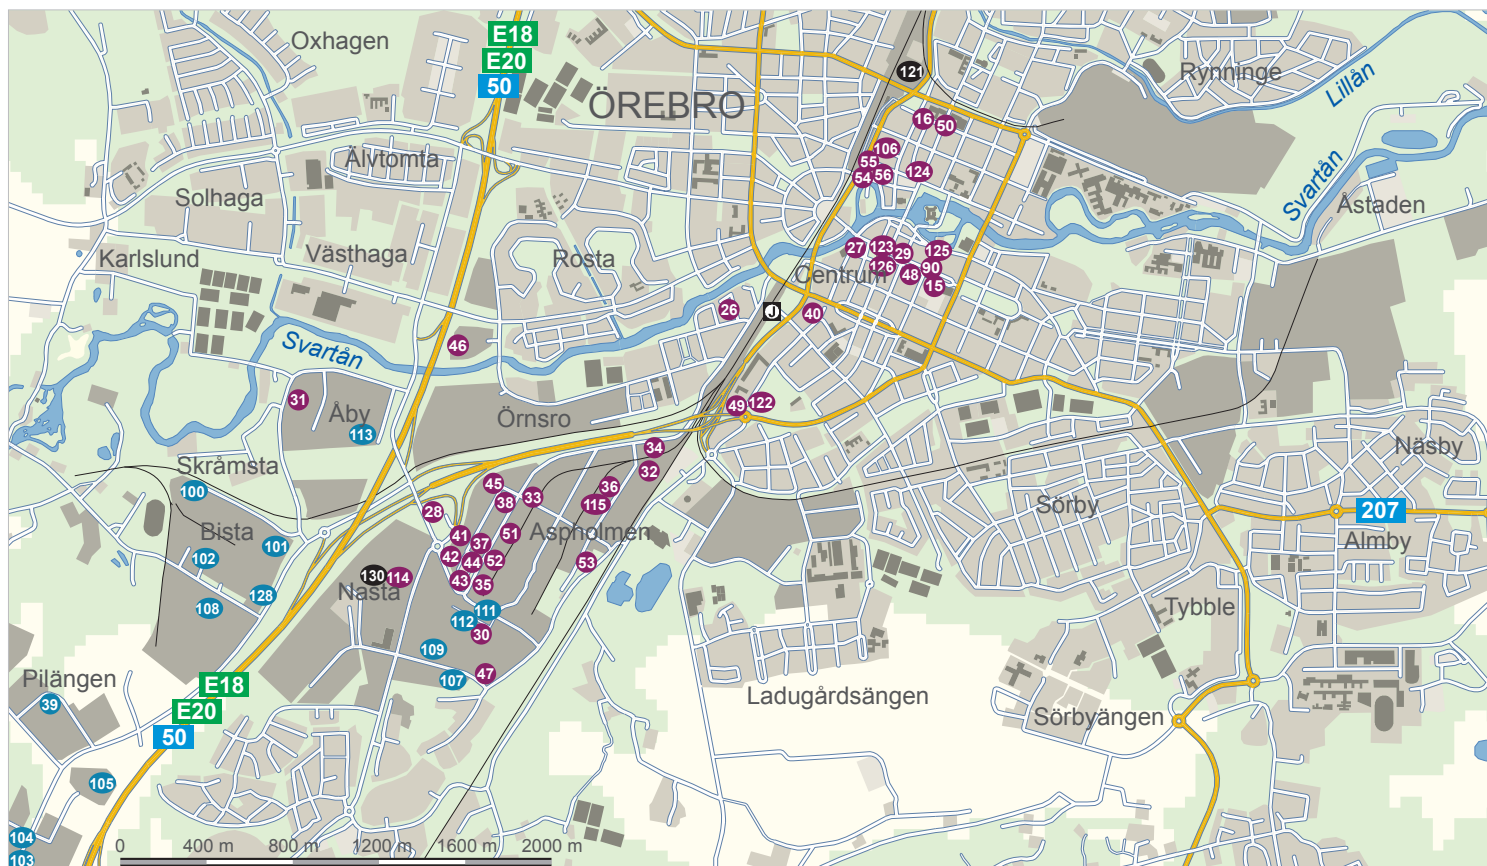 E18
E20
50
Oxhagen
ÖREBRO
121
Rynninge
Lillån
16
50
Älvtomta
106
55
56
54
124
Solhaga
Svartån
Åstaden
Karlslund
Västhaga
Rosta
27
123
29
125
126
Centrum
48
90
15
26
J
40
46
Svartån
31
Åby
113
Örnsro
49
122
34
32
Näsby
Skråmsta
100
45
36
38
33
115
28
Sörby
207
Bista
101
102
41
37
51
Aspholmen
Almby
42
44
52
53
130
114
Nasta
43
35
128
108
111
112
30
Tybble
109
107
47
Pilängen
E18
39
E20
50
Ladugårdsängen
Sörbyängen
105
104
103
0
400 m
800 m
1200 m
1600 m
2000 m